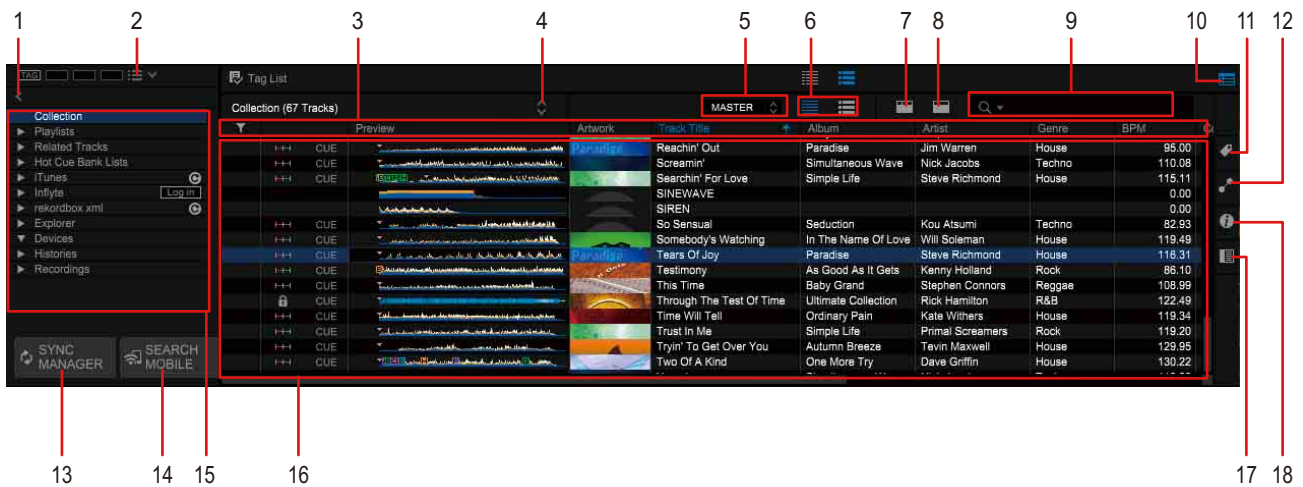 1 2 3 4 5 6 7 8 9 10 11 12
TAG
Tag List
Collection (67 Tracks) MASTER
Preview Artwork Track Title Album Artist Genre BPM
Collection
Playlists
Related Tracks
Hot Cue Bank Lists
iTunes
Inflyte Log in
rekordbox xml
Explorer
Devices
Histories
Recordings
SYNC MANAGER
SEARCH MOBILE
CUE Paradise Reachin' Out Paradise Jim Warren House 95.00
CUE Screamin' Simultaneous Wave Nick Jacobs Techno 110.08
CUE Searchin' For Love Simple Life Steve Richmond House 115.11
SINEWAVE 0.00
SIREN 0.00
CUE So Sensual Seduction Kou Atsumi Techno 82.93
CUE Somebody's Watching In The Name Of Love Will Soleman House 119.49
CUE Paradise Tears Of Joy Paradise Steve Richmond House 116.31
CUE Testimony As Good As It Gets Kenny Holland Rock 86.10
CUE This Time Baby Grand Stephen Connors Reggae 108.99
CUE Through The Test Of Time Ultimate Collection Rick Hamilton R&B 122.49
CUE Time Will Tell Ordinary Pain Kate Withers House 119.34
CUE Trust In Me Simple Life Primal Screamers Rock 119.20
CUE Tryin' To Get Over You Autumn Breeze Tevin Maxwell House 129.95
CUE Two Of A Kind One More Try Dave Griffin House 130.22
13 14 15 16 17 18